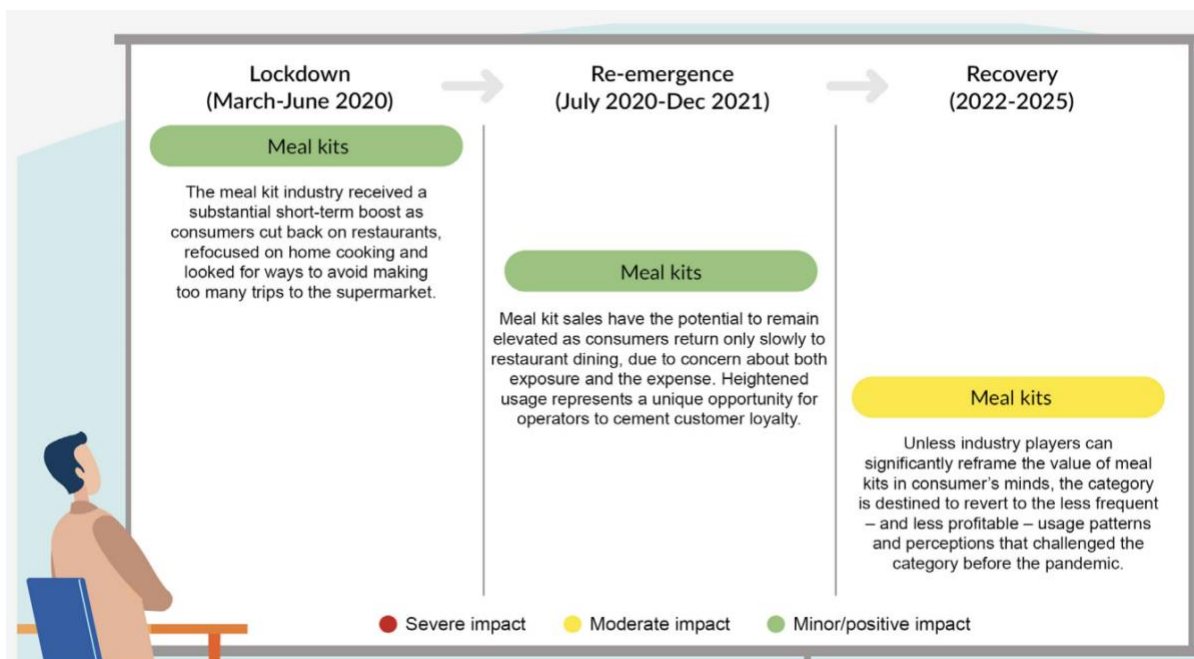 Lockdown
(March-June 2020)
Re-emergence
(July 2020-Dec 2021)
Recovery
(2022-2025)
Meal kits
The meal kit industry received a
substantial short-term boost as
consumers cut back on restaurants,
refocused on home cooking and
looked for ways to avoid making
too many trips to the supermarket.
Meal kits
Meal kit sales have the potential to remain
elevated as consumers return only slowly to
restaurant dining, due to concern about both
exposure and the expense. Heightened
usage represents a unique opportunity for
operators to cement customer loyalty.
Meal kits
Unless industry players can
significantly reframe the value of meal
kits in consumer’s minds, the category
is destined to revert to the less frequent
– and less profitable – usage patterns
and perceptions that challenged the
category before the pandemic.
Severe impact
Moderate impact
Minor/positive impact